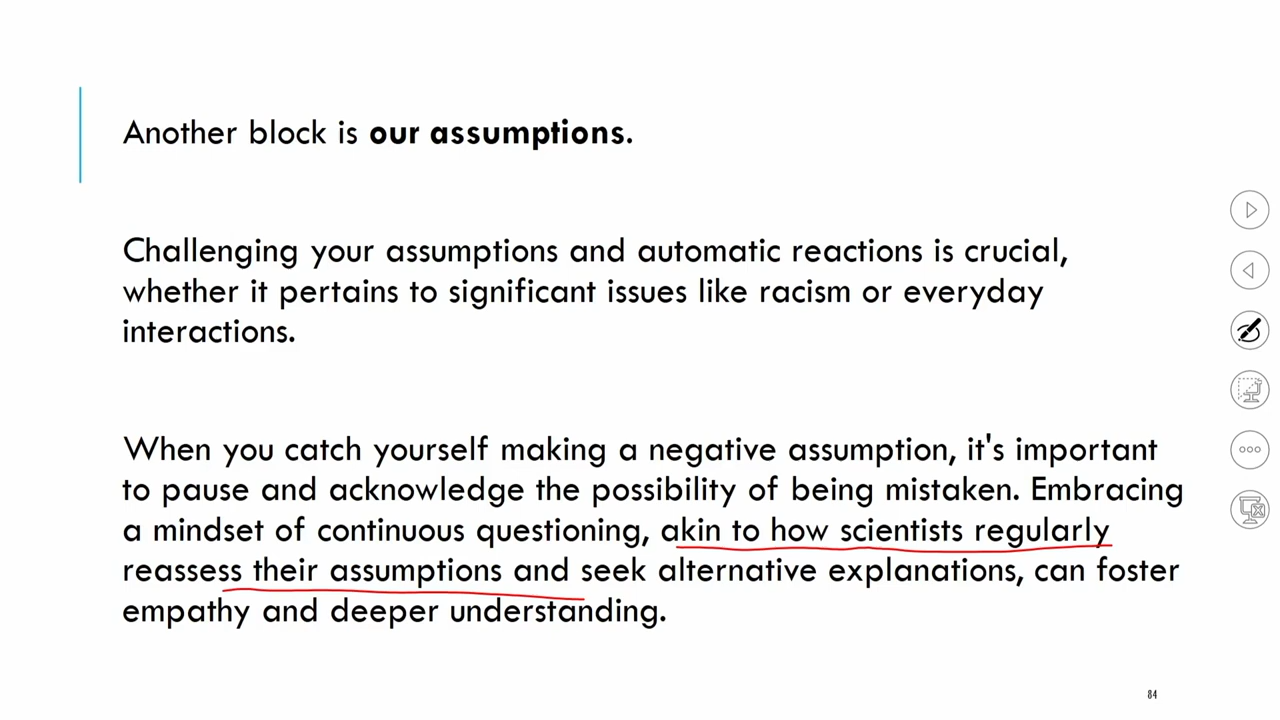 Another block is our assumptions.
Challenging your assumptions and automatic reactions is crucial,
whether it pertains to significant issues like racism or everyday
interactions.
When you catch yourself making a negative assumption, it's important
to pause and acknowledge the possibility of being mistaken. Embracing
a mindset of continuous questioning, akin to how scientists regularly
reassess their assumptions and seek alternative explanations, can foster
empathy and deeper understanding.
84